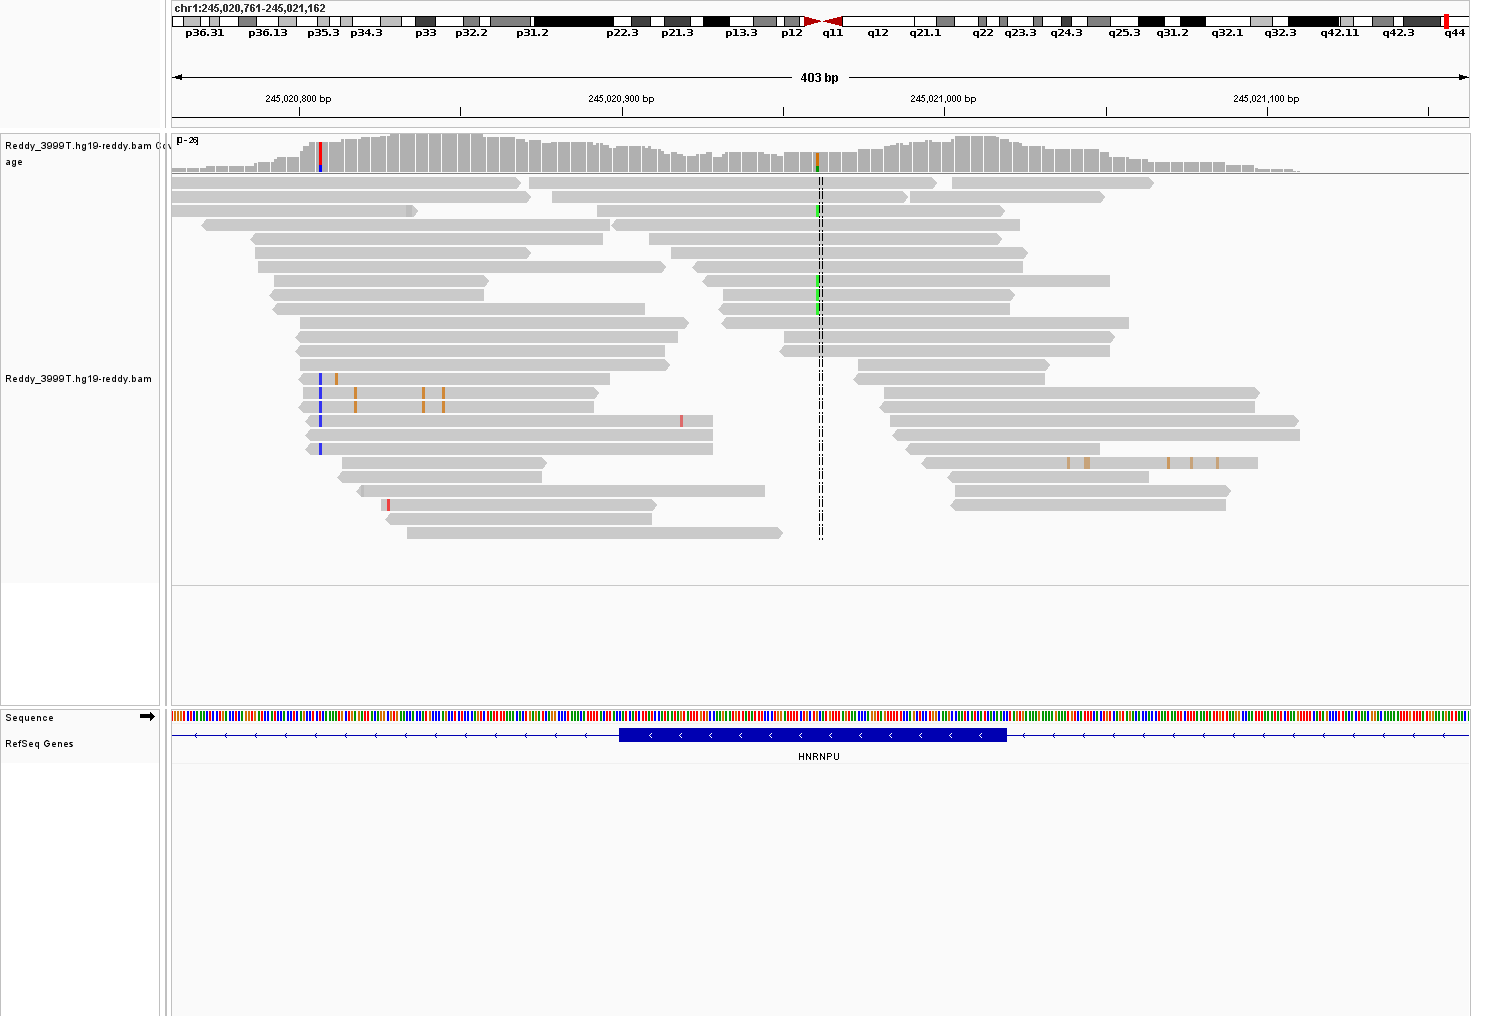 chr1:245,020,761-245,021,162
p36.31 p36.13 p35.3 p34.3 p33 p32.2 p31.2 p22.3 p21.3 p13.3 p12 q11 q12 q21.1 q22 q23.3 q24.3 q25.3 q31.2 q32.1 q32.3 q42.11 q42.3 q44
403 bp
245,020,800 bp 245,020,900 bp 245,021,000 bp 245,021,100 bp
Reddy_3999T.hg19-reddy.bam Cov
age
[0-26]
Reddy_3999T.hg19-reddy.bam
Sequence
RefSeq Genes
HNRNPU